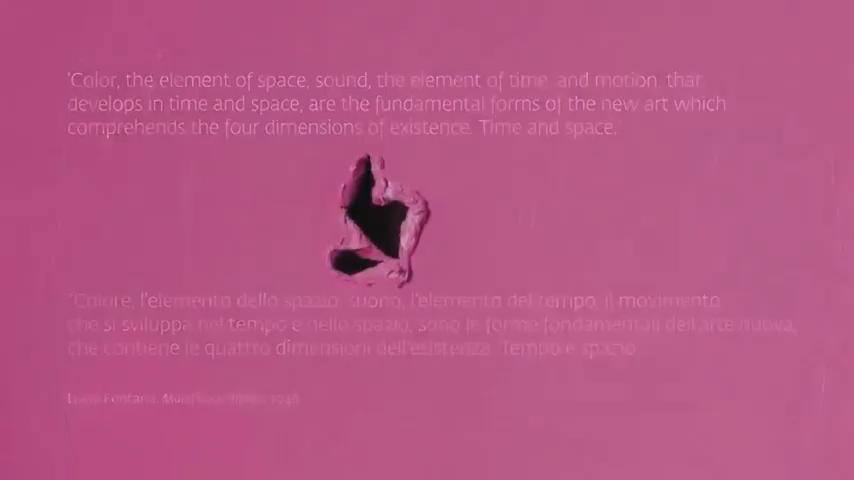 'Color, the element of space, sound, the element of time, and motion, that
develops in time and space, are the fundamental forms of the new art which
comprehends the four dimensions of existence. Time and space.'
'Colore, l'elemento dello spazio, suono, l'elemento del tempo, il movimento
che si sviluppa nel tempo e nello spazio, sono le forme fondamentali dell'arte nuova,
che contiene le quattro dimensioni dell'esistenza. Tempo e spazio
Fontana, 1946